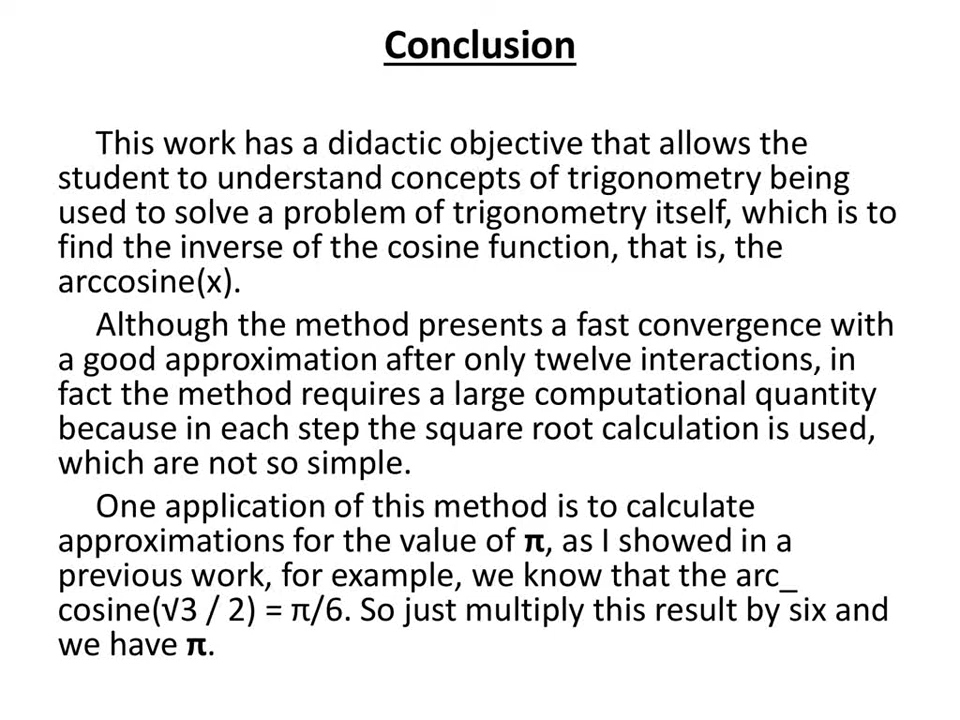 Conclusion
This work has a didactic objective that allows the
student to understand concepts of trigonometry being
used to solve a problem of trigonometry itself, which is to
find the inverse of the cosine function, that is, the
arccosine(x).
Although the method presents a fast convergence with
a good approximation after only twelve interactions, in
fact the method requires a large computational quantity
because in each step the square root calculation is used,
which are not so simple.
One application of this method is to calculate
approximations for the value of π, as I showed in a
previous work, for example, we know that the arc_
cosine(√3 / 2) = π/6. So just multiply this result by six and
we have π.